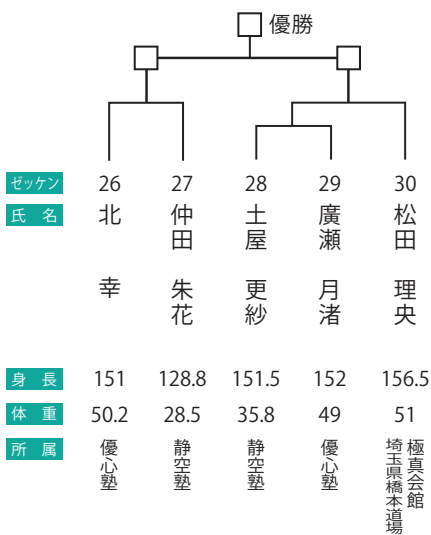 優勝
ゼッケン 26 27 28 29 30
氏名 北 幸 仲田 朱花 土屋 更紗 廣瀬 月渚 松田 理央
身長 151 128.8 151.5 152 156.5
体重 50.2 28.5 35.8 49 51
所属 優心塾 静空塾 静空塾 優心塾 極真会館 埼玉県橋本道場